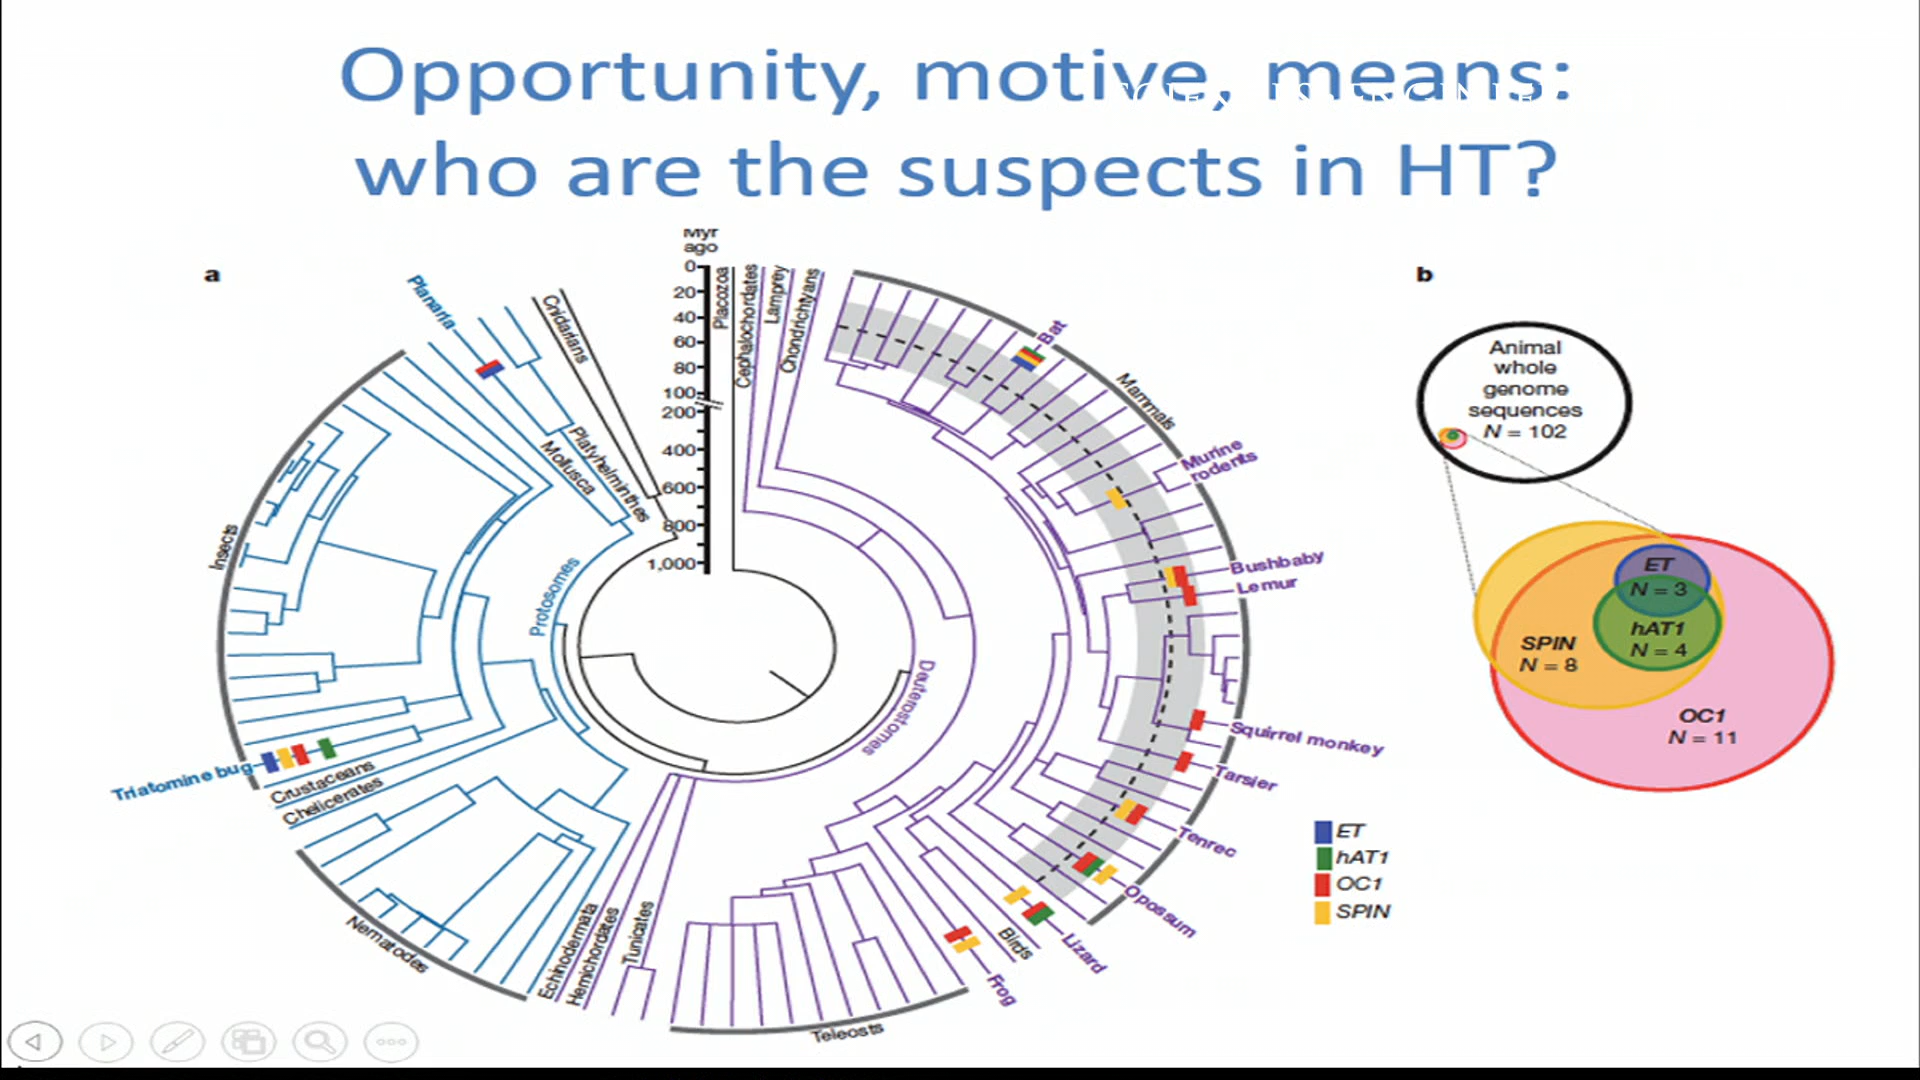 Opportunity, motive, means:
who are the suspects in HT?
a
Myr
ago
0
20
40
60
80
100
200
400
600
800
1,000
Placozoa
Cephalochordates
Lamprey
Chondrichtyans
Bat
Mammals
Murine
rodents
Bushbaby
Lemur
Squirrel monkey
Tarsier
Tenrec
Opossum
Lizard
Birds
Frog
Teleosts
Tunicates
Hemichordates
Echinodermata
Nematodes
Chelicerates
Crustaceans
Triatomine bug
Insects
Mollusca
Platyhelminthes
Planaria
Cnidarians
Protosomes
Deuterostomes
b
Animal
whole
genome
sequences
N = 102
ET
N = 3
hAT1
N = 4
SPIN
N = 8
OC1
N = 11
ET
hAT1
OC1
SPIN